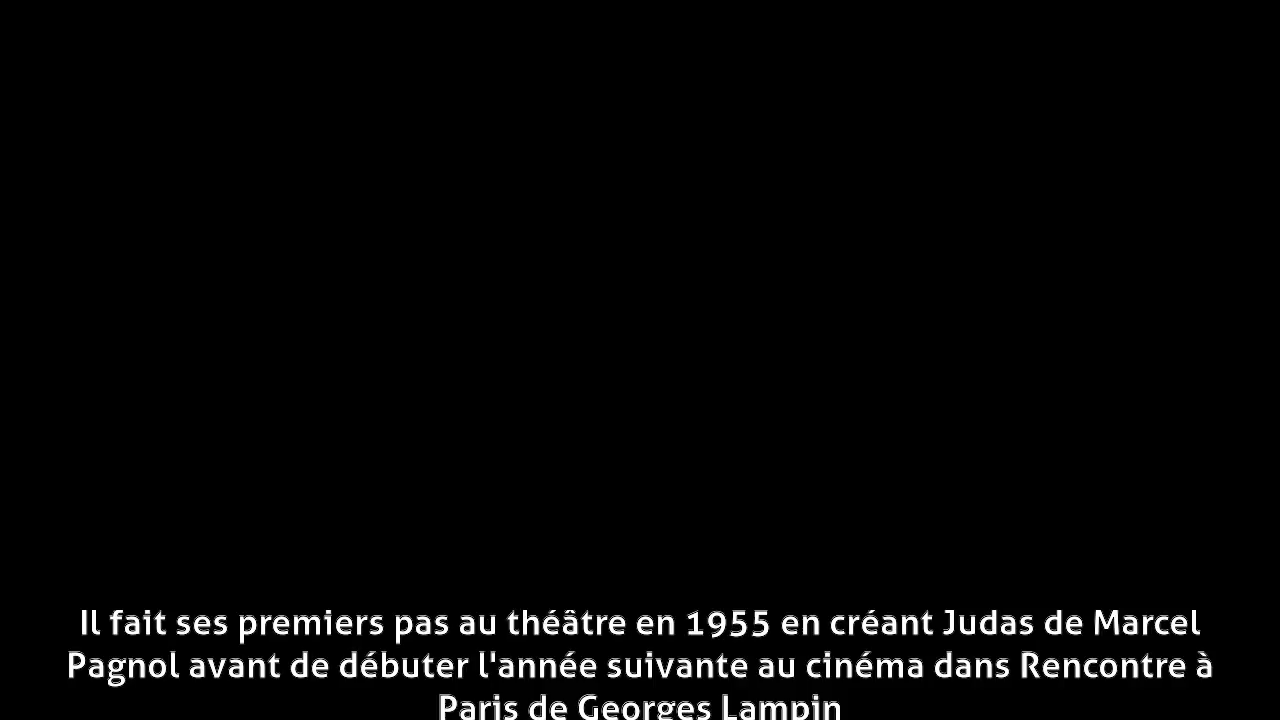 Il fait ses premiers pas au théâtre en 1955 en créant Judas de Marcel
Pagnol avant de débuter l'année suivante au cinéma dans Rencontre à
Paris de Georges Lampin